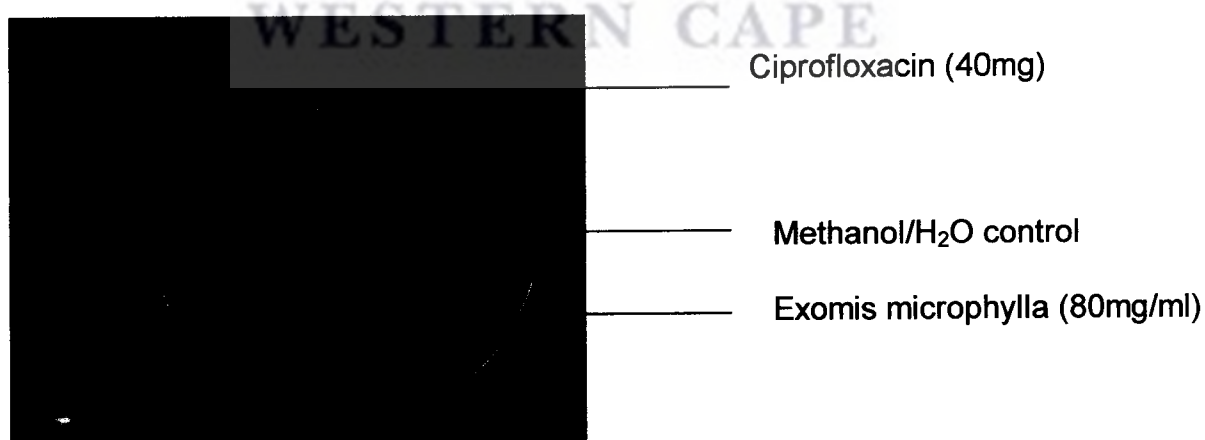 WESTERN CAPE
Ciprofloxacin (40mg)
Methanol/H₂O control
Exomis microphylla (80mg/ml)